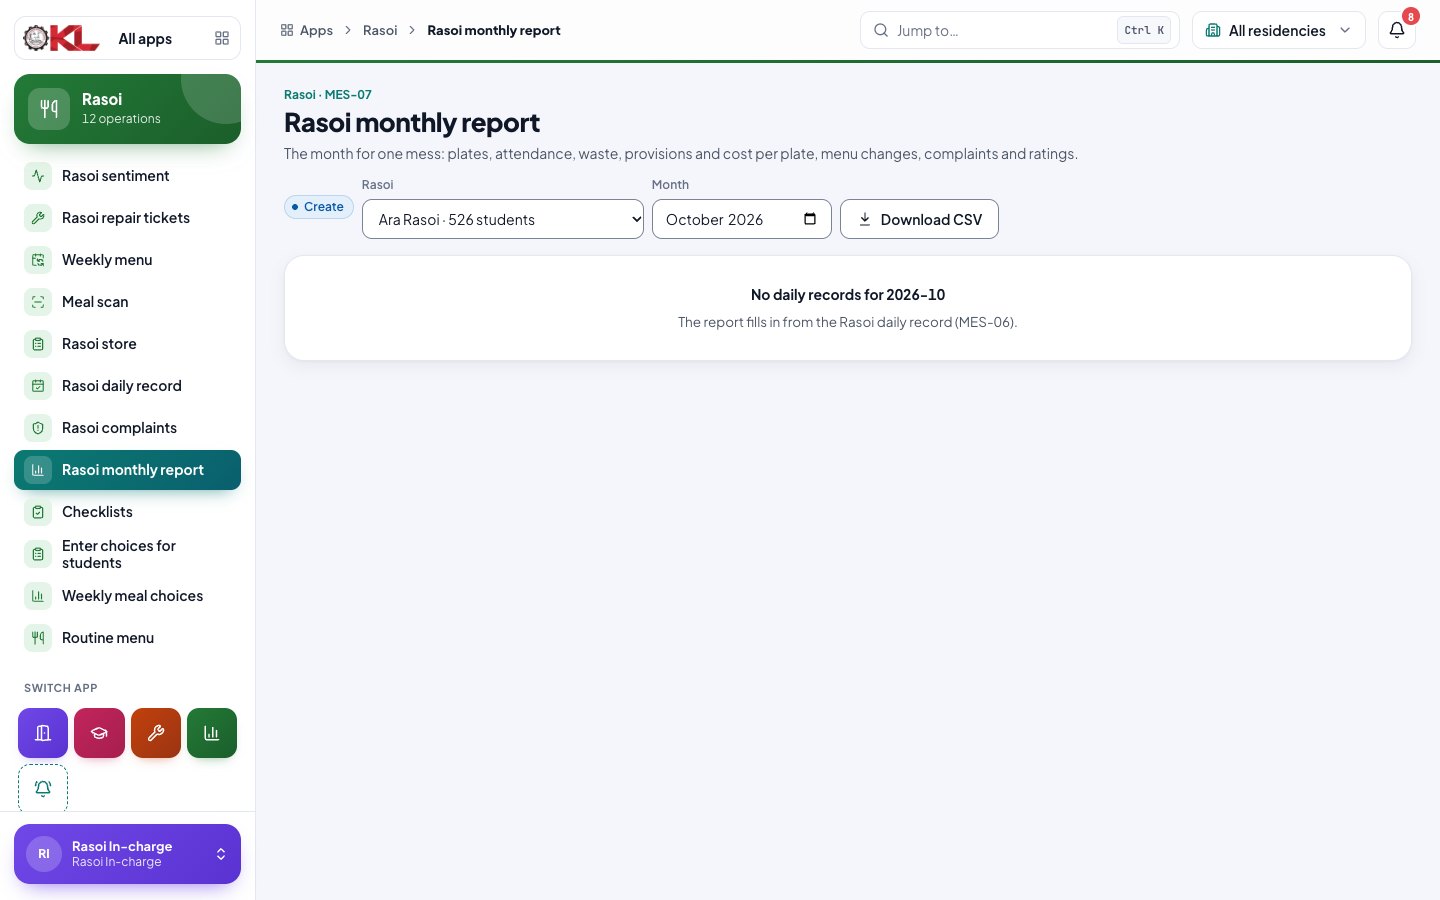 OKL
All apps
Rasoi
12 operations
Rasoi sentiment
Rasoi repair tickets
Weekly menu
Meal scan
Rasoi store
Rasoi daily record
Rasoi complaints
Rasoi monthly report
Checklists
Enter choices for
students
Weekly meal choices
Routine menu
SWITCH APP
RI
Rasoi In-charge
Rasoi In-charge
Apps > Rasoi > Rasoi monthly report
Jump to…
Ctrl K
All residencies
8
Rasoi · MES-07
Rasoi monthly report
The month for one mess: plates, attendance, waste, provisions and cost per plate, menu changes, complaints and ratings.
Create
Rasoi
Ara Rasoi · 526 students
Month
October 2026
Download CSV
No daily records for 2026-10
The report fills in from the Rasoi daily record (MES-06).